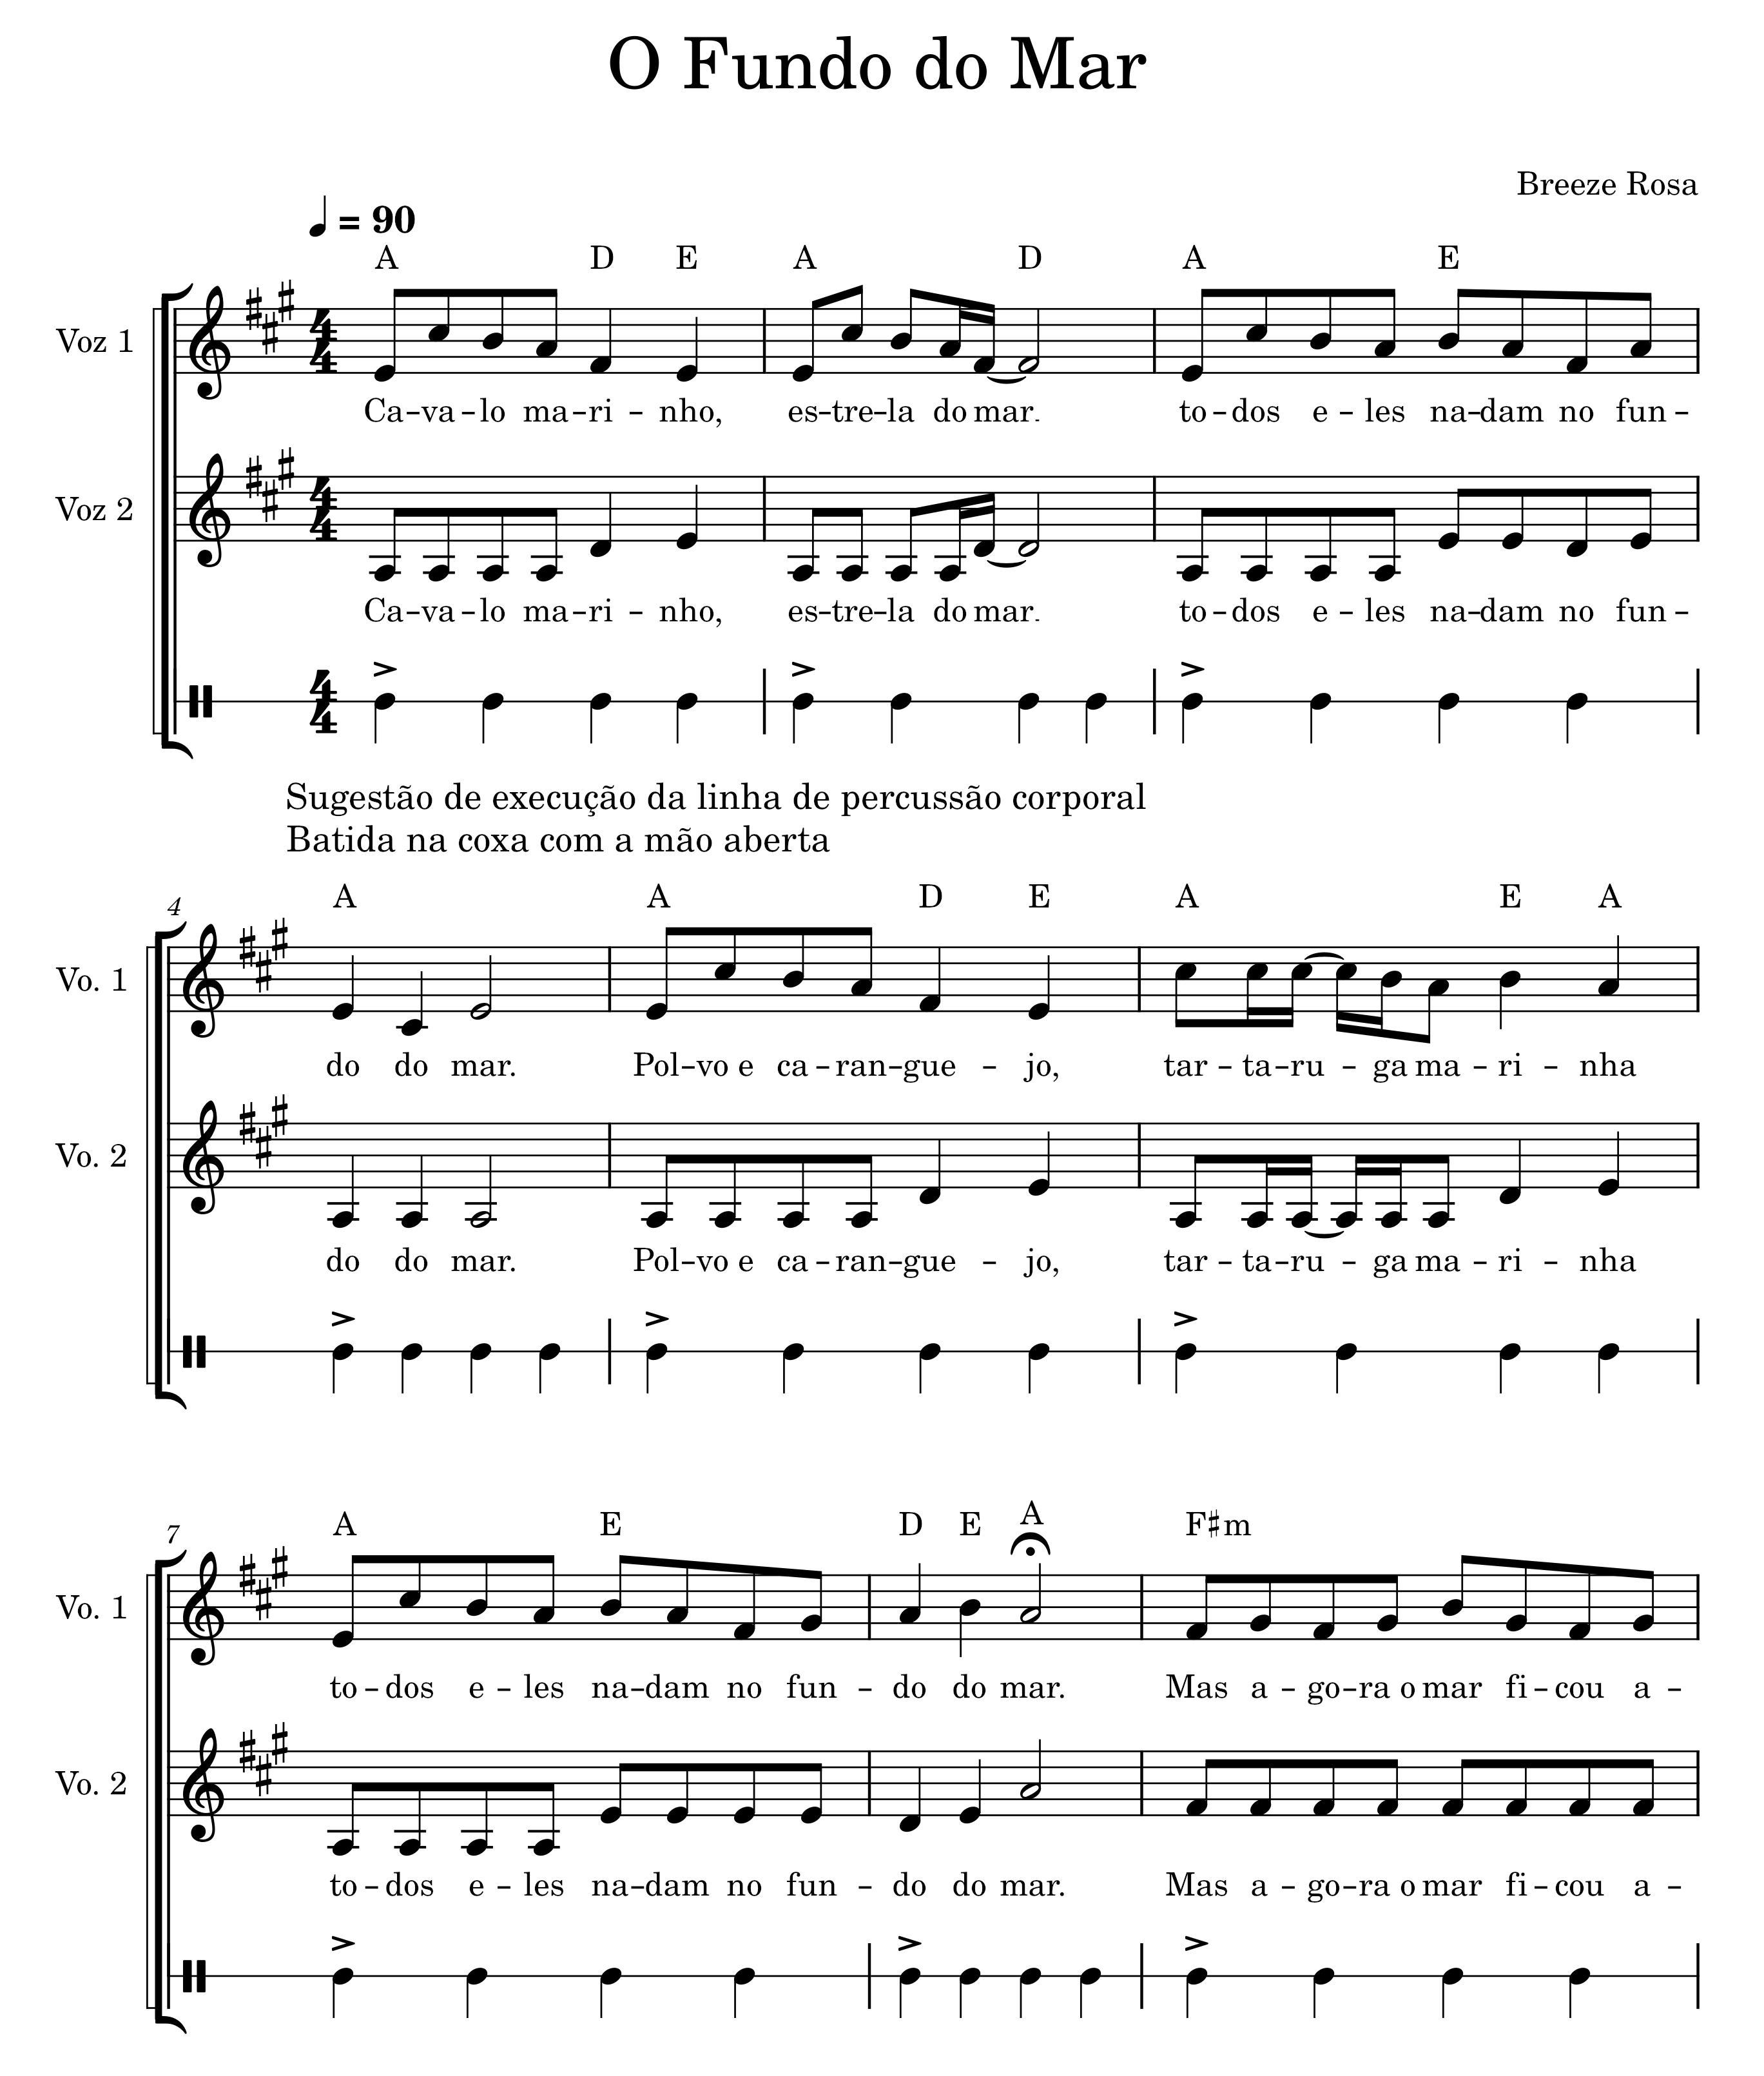 O Fundo do Mar
Breeze Rosa
♩ = 90
A D E A D A E
Voz 1
Ca – va – lo ma – ri – nho, es – tre – la do mar. to – dos e – les na – dam no fun –
Voz 2
Ca – va – lo ma – ri – nho, es – tre – la do mar. to – dos e – les na – dam no fun –
Sugestão de execução da linha de percussão corporal
Batida na coxa com a mão aberta
4 A A D E A E A
Vo. 1
do do mar. Pol – vo e ca – ran – gue – jo, tar – ta – ru – ga ma – ri – nha
Vo. 2
do do mar. Pol – vo e ca – ran – gue – jo, tar – ta – ru – ga ma – ri – nha
7 A E D E A F♯m
Vo. 1
to – dos e – les na – dam no fun – do do mar. Mas a – go – ra o mar fi – cou a –
Vo. 2
to – dos e – les na – dam no fun – do do mar. Mas a – go – ra o mar fi – cou a –